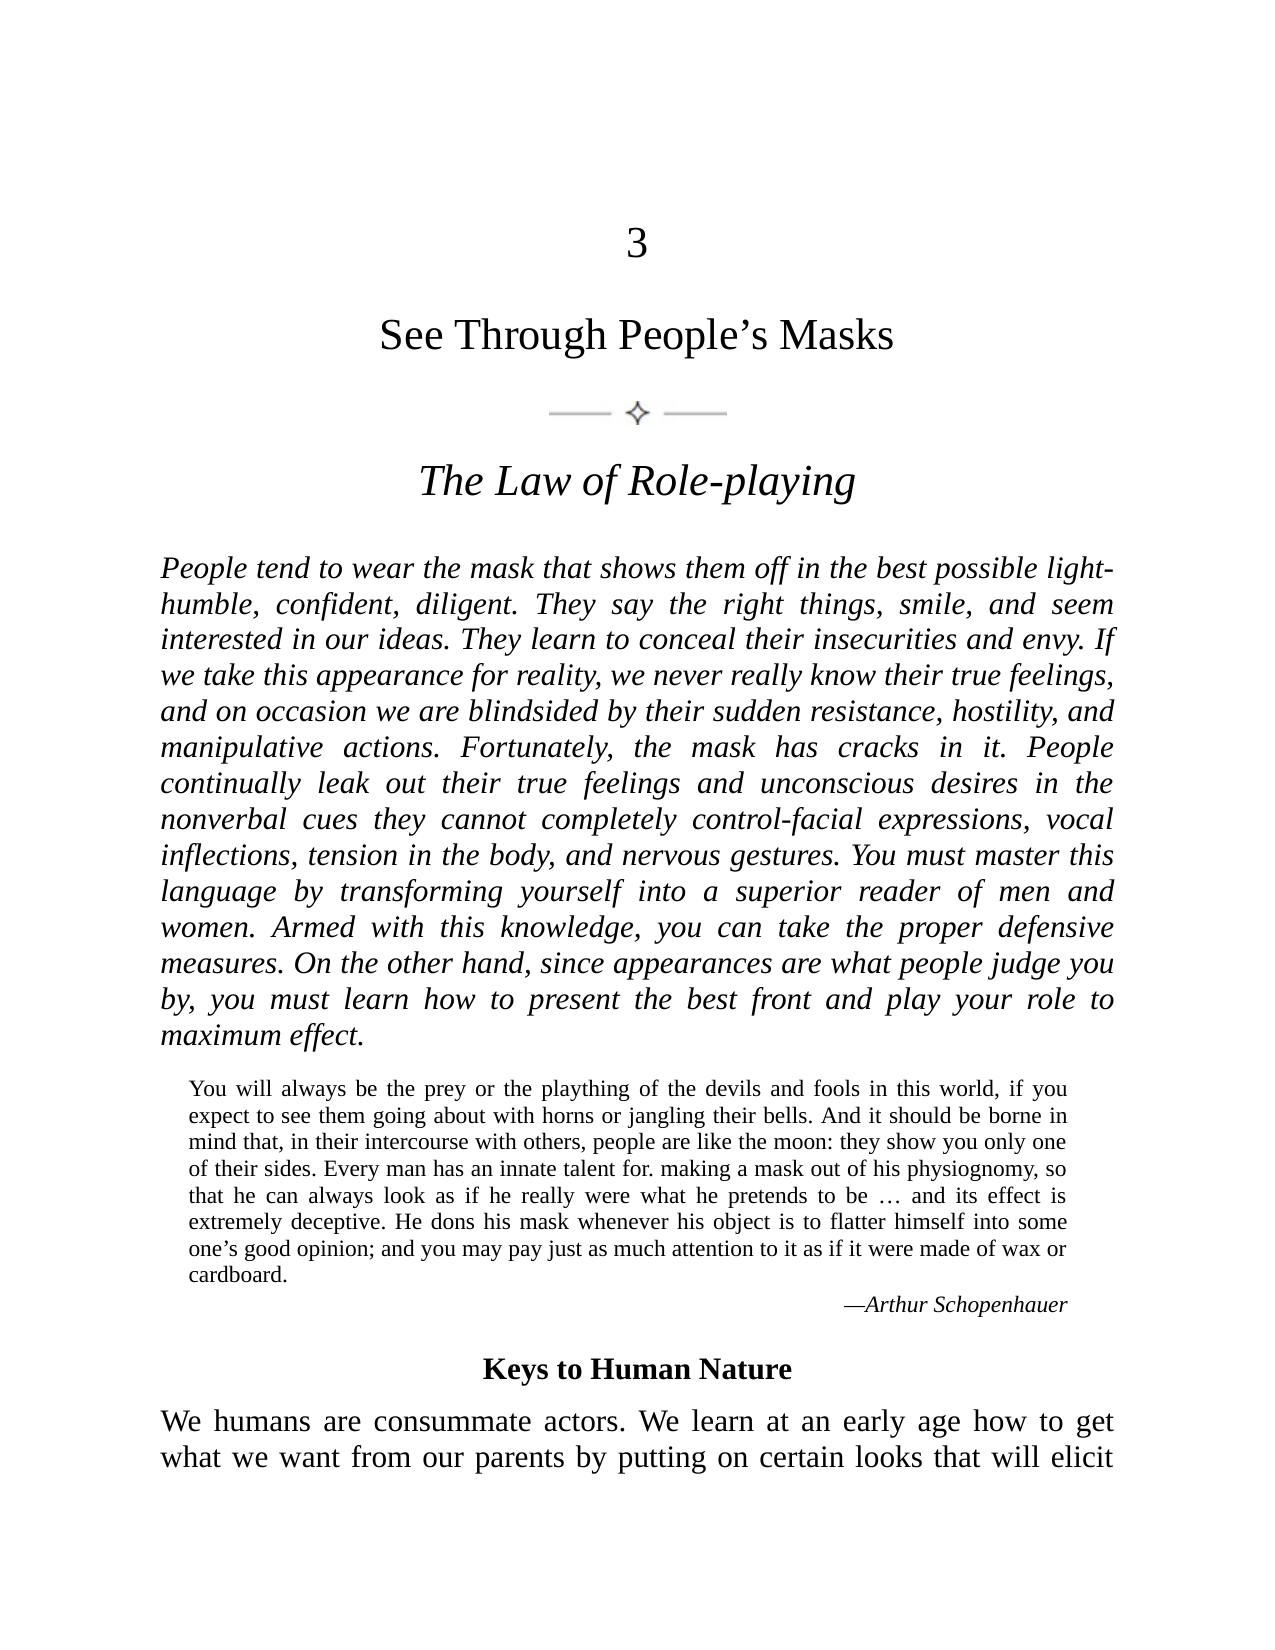 3
See Through People’s Masks
The Law of Role-playing
People tend to wear the mask that shows them off in the best possible light-
humble, confident, diligent. They say the right things, smile, and seem
interested in our ideas. They learn to conceal their insecurities and envy. If
we take this appearance for reality, we never really know their true feelings,
and on occasion we are blindsided by their sudden resistance, hostility, and
manipulative actions. Fortunately, the mask has cracks in it. People
continually leak out their true feelings and unconscious desires in the
nonverbal cues they cannot completely control-facial expressions, vocal
inflections, tension in the body, and nervous gestures. You must master this
language by transforming yourself into a superior reader of men and
women. Armed with this knowledge, you can take the proper defensive
measures. On the other hand, since appearances are what people judge you
by, you must learn how to present the best front and play your role to
maximum effect.
You will always be the prey or the plaything of the devils and fools in this world, if you
expect to see them going about with horns or jangling their bells. And it should be borne in
mind that, in their intercourse with others, people are like the moon: they show you only one
of their sides. Every man has an innate talent for. making a mask out of his physiognomy, so
that he can always look as if he really were what he pretends to be … and its effect is
extremely deceptive. He dons his mask whenever his object is to flatter himself into some
one’s good opinion; and you may pay just as much attention to it as if it were made of wax or
cardboard.
—Arthur Schopenhauer
Keys to Human Nature
We humans are consummate actors. We learn at an early age how to get
what we want from our parents by putting on certain looks that will elicit